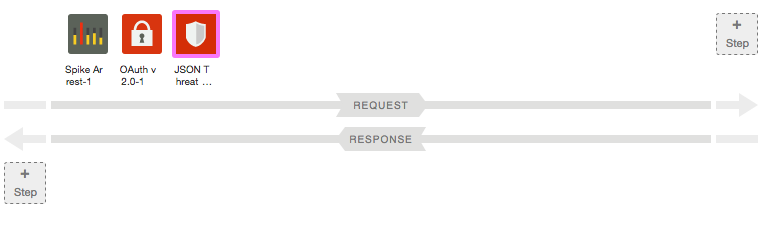 +
Step
Spike Ar
rest-1
OAuth v
2.0-1
JSON T
hreat ...
REQUEST
RESPONSE
+
Step